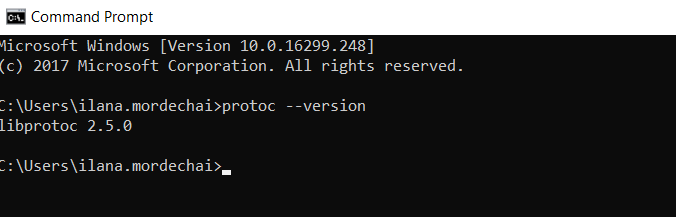 Command Prompt
Microsoft Windows [Version 10.0.16299.248]
(c) 2017 Microsoft Corporation. All rights reserved.
C:\Users\ilana.mordechai>protoc --version
libprotoc 2.5.0
C:\Users\ilana.mordechai>